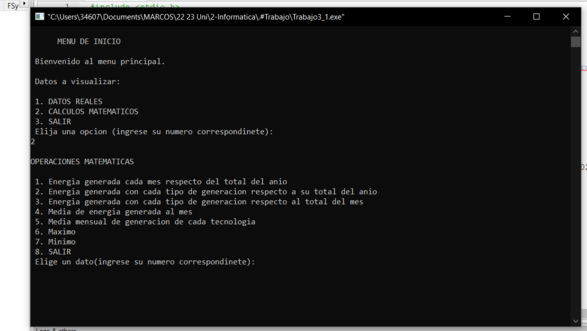 FSy
1 #include <stdio.h>
"C:\Users\34607\Documents\MARCOS\22 23 Uni\2-Informatica\.#Trabajo\Trabajo3_1.exe"
MENU DE INICIO
Bienvenido al menu principal.
Datos a visualizar:
1. DATOS REALES
2. CALCULOS MATEMATICOS
3. SALIR
Elija una opcion (ingrese su numero correspondinete):
2
OPERACIONES MATEMATICAS
1. Energia generada cada mes respecto del total del anio
2. Energia generada con cada tipo de generacion respecto a su total del anio
3. Energia generada con cada tipo de generacion respecto al total del mes
4. Media de energia generada al mes
5. Media mensual de generacion de cada tecnologia
6. Maximo
7. Minimo
8. SALIR
Elige un dato(ingrese su numero correspondinete):
Logs & others